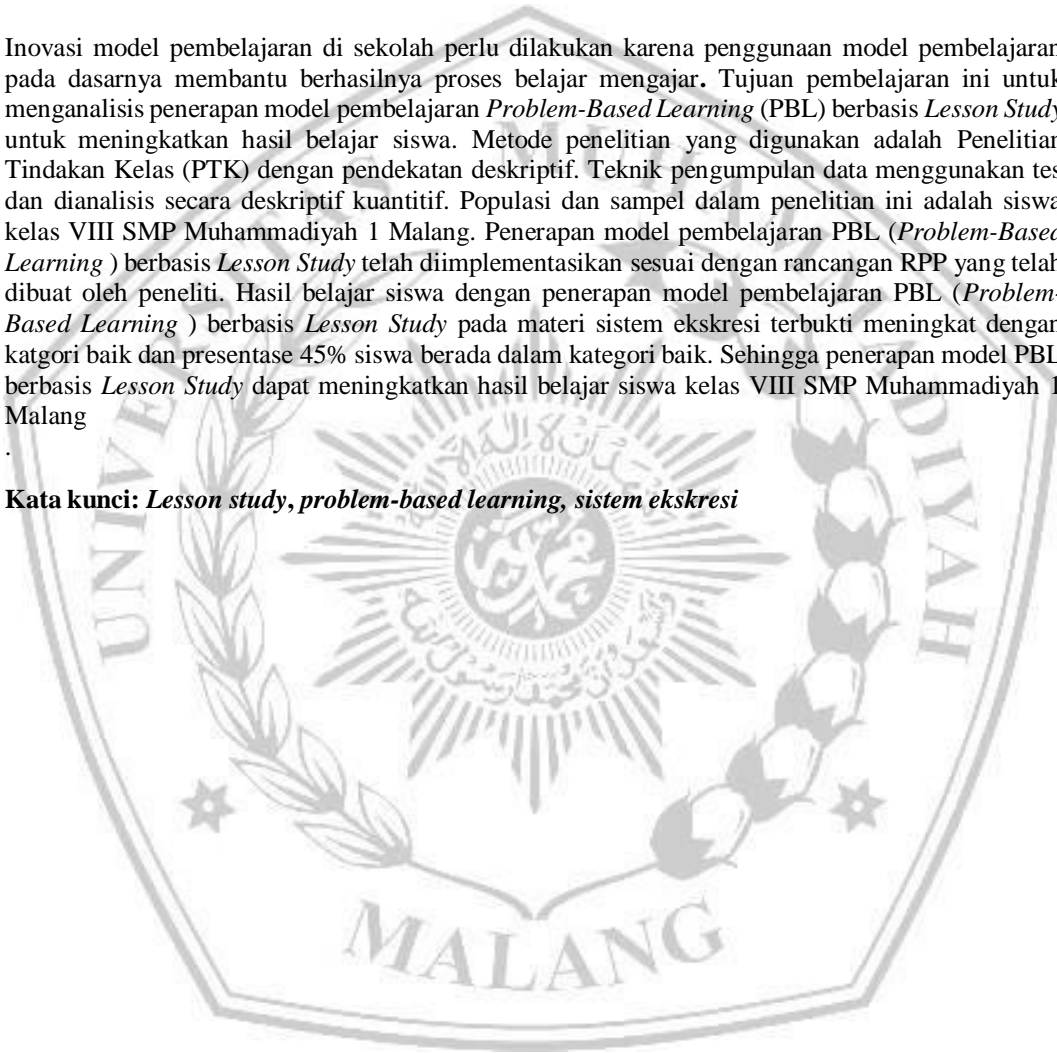 Inovasi model pembelajaran di sekolah perlu dilakukan karena penggunaan model pembelajaran
pada dasarnya membantu berhasilnya proses belajar mengajar. Tujuan pembelajaran ini untuk
menganalisis penerapan model pembelajaran Problem-Based Learning (PBL) berbasis Lesson Study
untuk meningkatkan hasil belajar siswa. Metode penelitian yang digunakan adalah Penelitian
Tindakan Kelas (PTK) dengan pendekatan deskriptif. Teknik pengumpulan data menggunakan tes
dan dianalisis secara deskriptif kuantitif. Populasi dan sampel dalam penelitian ini adalah siswa
kelas VIII SMP Muhammadiyah 1 Malang. Penerapan model pembelajaran PBL (Problem-Based
Learning ) berbasis Lesson Study telah diimplementasikan sesuai dengan rancangan RPP yang telah
dibuat oleh peneliti. Hasil belajar siswa dengan penerapan model pembelajaran PBL (Problem-
Based Learning ) berbasis Lesson Study pada materi sistem ekskresi terbukti meningkat dengan
katgori baik dan presentase 45% siswa berada dalam kategori baik. Sehingga penerapan model PBL
berbasis Lesson Study dapat meningkatkan hasil belajar siswa kelas VIII SMP Muhammadiyah 1
Malang
.
Kata kunci: Lesson study, problem-based learning, sistem ekskresi
UNIVERSITAS MUHAMMADIYAH
MALANG